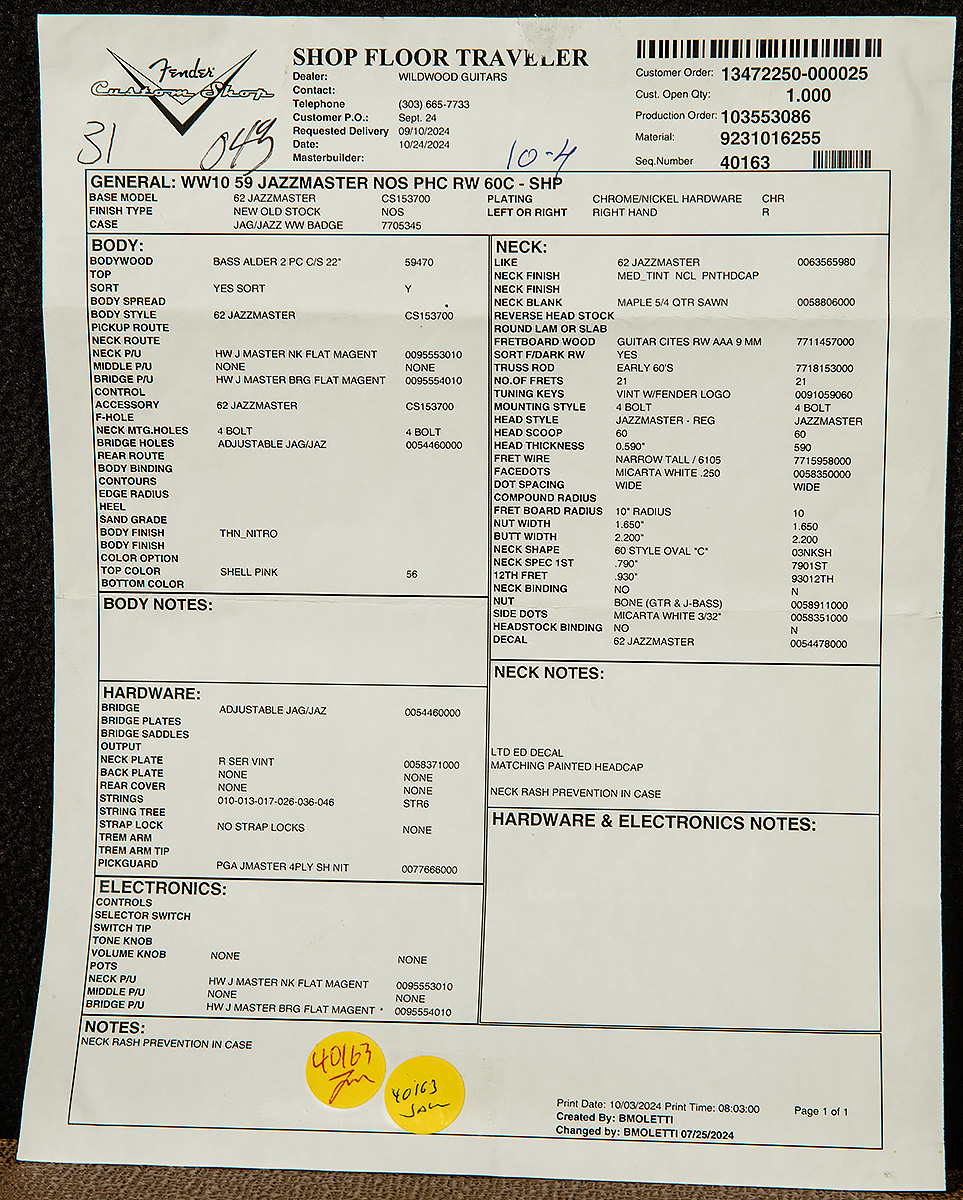 Fender
Custom Shop
SHOP FLOOR TRAVELER
Dealer: WILDWOOD GUITARS
Contact:
Telephone (303) 665-7733
Customer P.O.: Sept. 24
Requested Delivery 09/10/2024
Date: 10/24/2024
Masterbuilder:
Customer Order: 13472250-000025
Cust. Open Qty: 1.000
Production Order: 103553086
Material: 9231016255
Seq.Number 40163
31
049
10-4
GENERAL: WW10 59 JAZZMASTER NOS PHC RW 60C - SHP
BASE MODEL 62 JAZZMASTER CS153700 PLATING CHROME/NICKEL HARDWARE CHR
FINISH TYPE NEW OLD STOCK NOS LEFT OR RIGHT RIGHT HAND R
CASE JAG/JAZZ WW BADGE 7705345
BODY:
BODYWOOD BASS ALDER 2 PC C/S 22" 59470
TOP
SORT YES SORT Y
BODY SPREAD
BODY STYLE 62 JAZZMASTER CS153700
PICKUP ROUTE
NECK ROUTE
NECK P/U HW J MASTER NK FLAT MAGENT 0095553010
MIDDLE P/U NONE NONE
BRIDGE P/U HW J MASTER BRG FLAT MAGENT 0095554010
CONTROL
ACCESSORY 62 JAZZMASTER CS153700
F-HOLE
NECK MTG.HOLES 4 BOLT 4 BOLT
BRIDGE HOLES ADJUSTABLE JAG/JAZ 0054460000
REAR ROUTE
BODY BINDING
CONTOURS
EDGE RADIUS
HEEL
SAND GRADE
BODY FINISH THN_NITRO
BODY FINISH
COLOR OPTION
TOP COLOR SHELL PINK 56
BOTTOM COLOR
BODY NOTES:
HARDWARE:
BRIDGE ADJUSTABLE JAG/JAZ 0054460000
BRIDGE PLATES
BRIDGE SADDLES
OUTPUT
NECK PLATE R SER VINT 0058371000
BACK PLATE NONE NONE
REAR COVER NONE NONE
STRINGS 010-013-017-026-036-046 STR6
STRING TREE
STRAP LOCK NO STRAP LOCKS NONE
TREM ARM
TREM ARM TIP
PICKGUARD PGA JMASTER 4PLY SH NIT 0077666000
ELECTRONICS:
CONTROLS
SELECTOR SWITCH
SWITCH TIP
TONE KNOB
VOLUME KNOB NONE NONE
POTS
NECK P/U HW J MASTER NK FLAT MAGENT 0095553010
MIDDLE P/U NONE NONE
BRIDGE P/U HW J MASTER BRG FLAT MAGENT 0095554010
NECK:
LIKE 62 JAZZMASTER 0063565980
NECK FINISH MED_TINT NCL PNTHDCAP
NECK FINISH
NECK BLANK MAPLE 5/4 QTR SAWN 0058806000
REVERSE HEAD STOCK
ROUND LAM OR SLAB
FRETBOARD WOOD GUITAR CITES RW AAA 9 MM 7711457000
SORT F/DARK RW YES
TRUSS ROD EARLY 60'S 7718153000
NO.OF FRETS 21 21
TUNING KEYS VINT W/FENDER LOGO 0091059060
MOUNTING STYLE 4 BOLT 4 BOLT
HEAD STYLE JAZZMASTER - REG JAZZMASTER
HEAD SCOOP 60 60
HEAD THICKNESS 0.590" 590
FRET WIRE NARROW TALL / 6105 7715958000
FACEDOTS MICARTA WHITE .250 0058350000
DOT SPACING WIDE WIDE
COMPOUND RADIUS
FRET BOARD RADIUS 10" RADIUS 10
NUT WIDTH 1.650" 1.650
BUTT WIDTH 2.200" 2.200
NECK SHAPE 60 STYLE OVAL "C" 03NKSH
NECK SPEC 1ST .790" 7901ST
12TH FRET .930" 93012TH
NECK BINDING NO N
NUT BONE (GTR & J-BASS) 0058911000
SIDE DOTS MICARTA WHITE 3/32" 0058351000
HEADSTOCK BINDING NO N
DECAL 62 JAZZMASTER 0054478000
NECK NOTES:
LTD ED DECAL
MATCHING PAINTED HEADCAP
NECK RASH PREVENTION IN CASE
HARDWARE & ELECTRONICS NOTES:
NOTES:
NECK RASH PREVENTION IN CASE
40163
40163
Print Date: 10/03/2024 Print Time: 08:03:00 Page 1 of 1
Created By: BMOLETTI
Changed by: BMOLETTI 07/25/2024